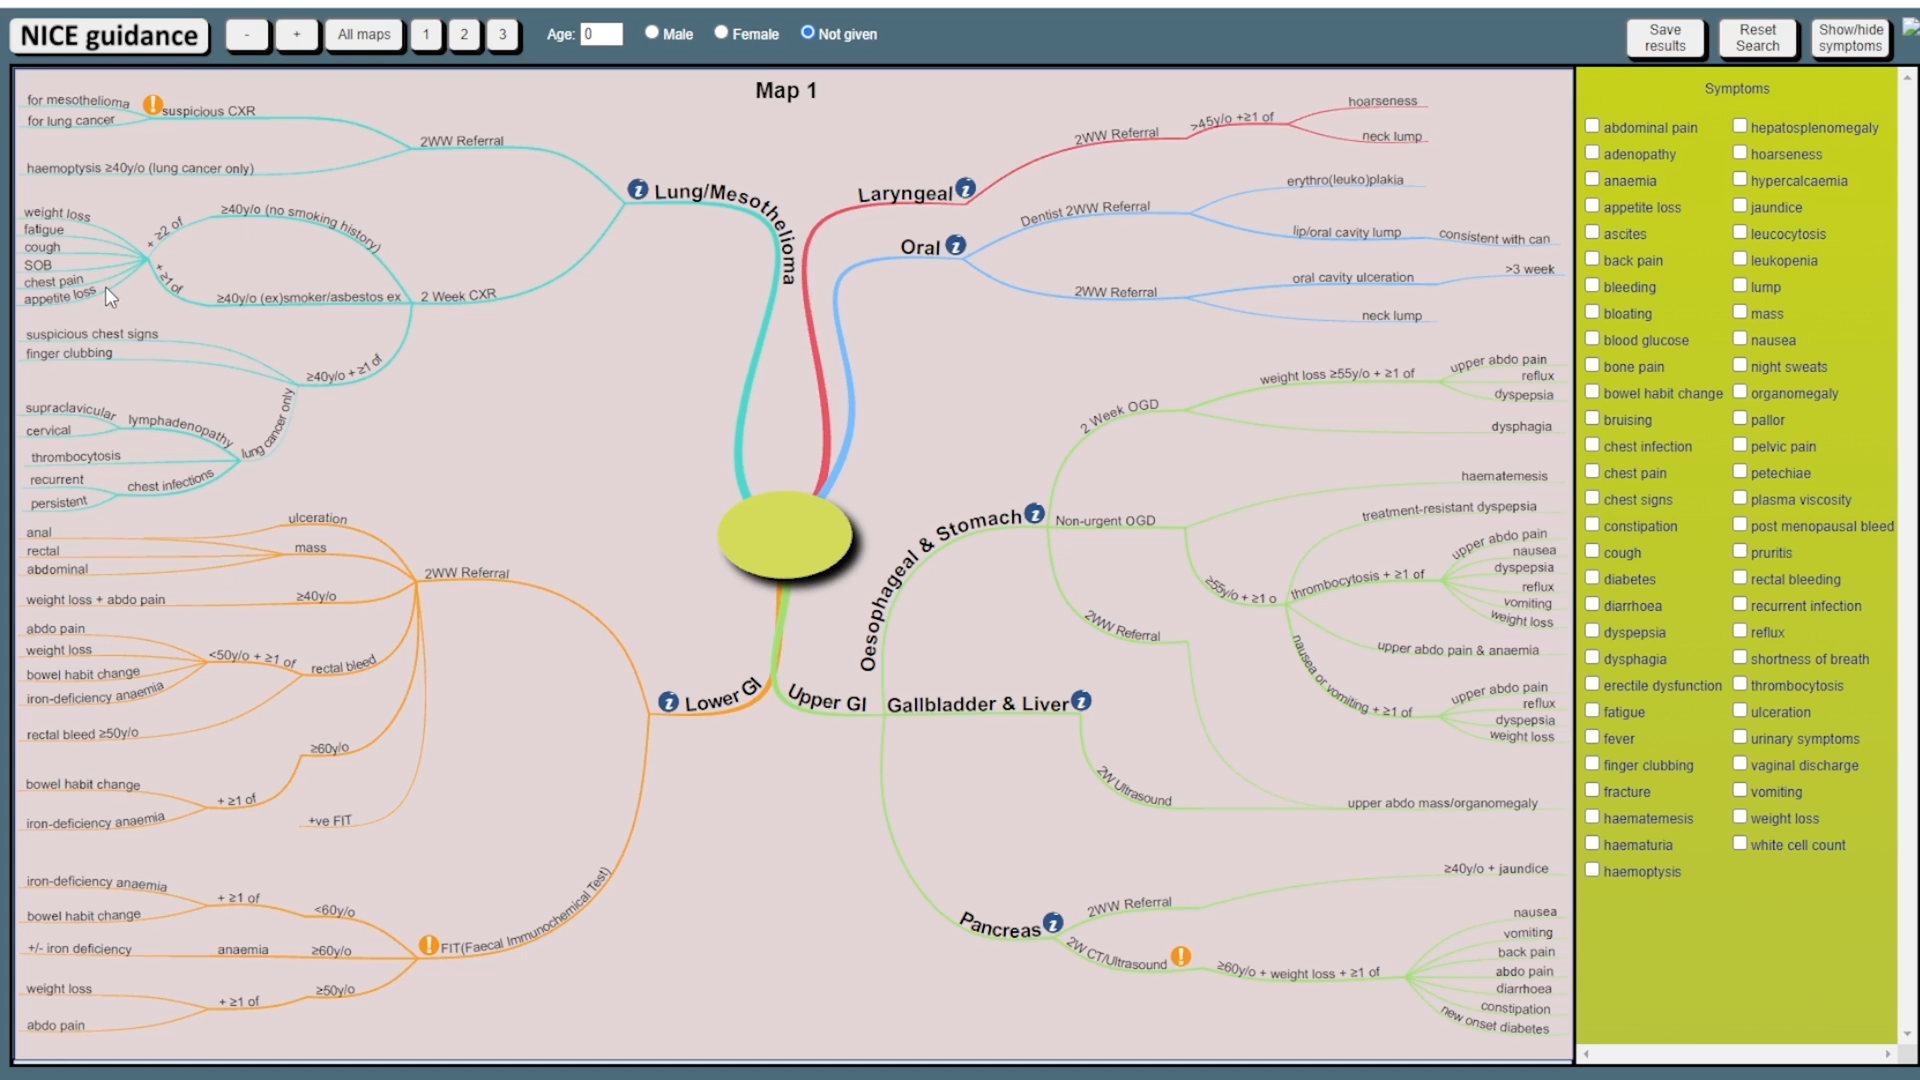 NICE guidance
-
+
All maps
1
2
3
Age: 0
Male
Female
Not given
Save results
Reset Search
Show/hide symptoms
Map 1
for mesothelioma
for lung cancer
suspicious CXR
haemoptysis ≥40y/o (lung cancer only)
2WW Referral
Lung/Mesothelioma
weight loss
fatigue
cough
SOB
chest pain
appetite loss
+ ≥2 of
+ ≥1 of
≥40y/o (no smoking history)
≥40y/o (ex)smoker/asbestos ex
2 Week CXR
suspicious chest signs
finger clubbing
≥40y/o + ≥1 of
supraclavicular
cervical
lymphadenopathy
thrombocytosis
recurrent
persistent
chest infections
lung cancer only
Laryngeal
2WW Referral
>45y/o +≥1 of
hoarseness
neck lump
Oral
Dentist 2WW Referral
erythro(leuko)plakia
lip/oral cavity lump
consistent with can
2WW Referral
oral cavity ulceration
>3 week
neck lump
anal
rectal
abdominal
ulceration
mass
2WW Referral
weight loss + abdo pain
≥40y/o
abdo pain
weight loss
bowel habit change
iron-deficiency anaemia
<50y/o + ≥1 of
rectal bleed
rectal bleed ≥50y/o
≥60y/o
bowel habit change
iron-deficiency anaemia
+ ≥1 of
+ve FIT
Lower GI
iron-deficiency anaemia
bowel habit change
+ ≥1 of
<60y/o
+/- iron deficiency
anaemia
≥60y/o
FIT(Faecal Immunochemical Test)
weight loss
abdo pain
+ ≥1 of
≥50y/o
Upper GI
Oesophageal & Stomach
2 Week OGD
weight loss ≥55y/o + ≥1 of
upper abdo pain
reflux
dyspepsia
dysphagia
Non-urgent OGD
haematemesis
≥55y/o + ≥1 o
treatment-resistant dyspepsia
thrombocytosis + ≥1 of
upper abdo pain
nausea
dyspepsia
reflux
vomiting
weight loss
upper abdo pain & anaemia
nausea or vomiting + ≥1 of
upper abdo pain
reflux
dyspepsia
weight loss
2WW Referral
Gallbladder & Liver
2W Ultrasound
upper abdo mass/organomegaly
Pancreas
2WW Referral
≥40y/o + jaundice
2W CT/Ultrasound
≥60y/o + weight loss + ≥1 of
nausea
vomiting
back pain
abdo pain
diarrhoea
constipation
new onset diabetes
Symptoms
abdominal pain
adenopathy
anaemia
appetite loss
ascites
back pain
bleeding
bloating
blood glucose
bone pain
bowel habit change
bruising
chest infection
chest pain
chest signs
constipation
cough
diabetes
diarrhoea
dyspepsia
dysphagia
erectile dysfunction
fatigue
fever
finger clubbing
fracture
haematemesis
haematuria
haemoptysis
hepatosplenomegaly
hoarseness
hypercalcaemia
jaundice
leucocytosis
leukopenia
lump
mass
nausea
night sweats
organomegaly
pallor
pelvic pain
petechiae
plasma viscosity
post menopausal bleed
pruritis
rectal bleeding
recurrent infection
reflux
shortness of breath
thrombocytosis
ulceration
urinary symptoms
vaginal discharge
vomiting
weight loss
white cell count